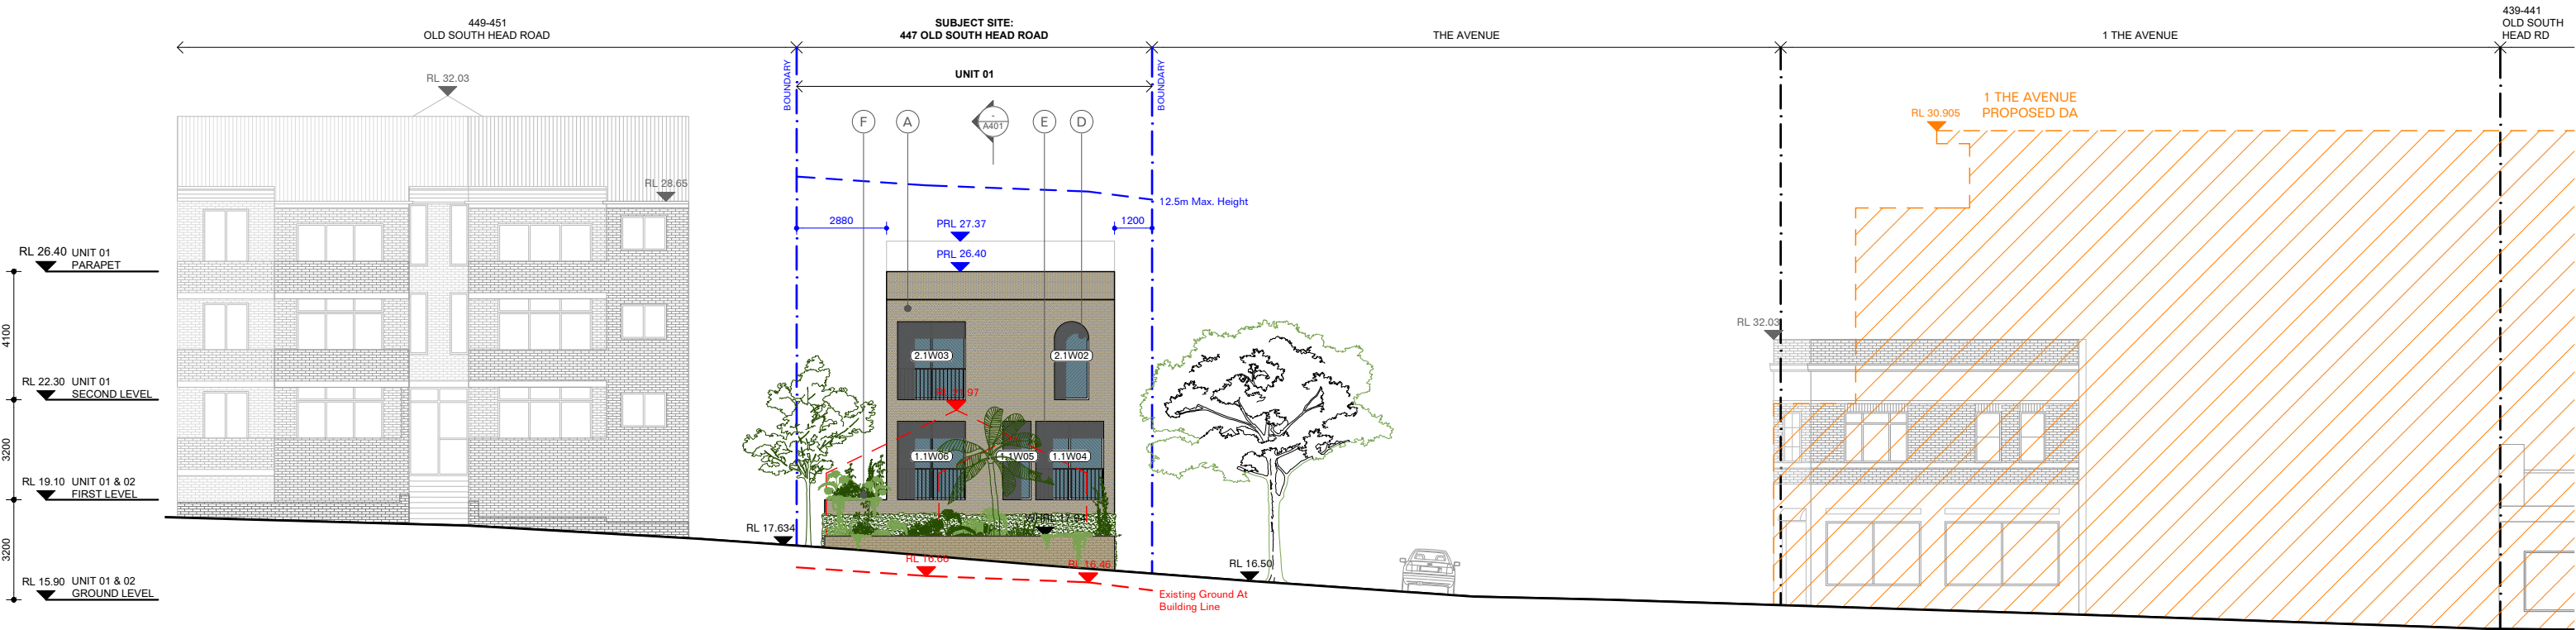 449-451
OLD SOUTH HEAD ROAD
SUBJECT SITE:
447 OLD SOUTH HEAD ROAD
THE AVENUE
1 THE AVENUE
439-441
OLD SOUTH
HEAD RD
UNIT 01
BOUNDARY
BOUNDARY
RL 32.03
F
A
-
A401
E
D
1 THE AVENUE
PROPOSED DA
RL 30.905
RL 28.65
12.5m Max. Height
2880
1200
PRL 27.37
PRL 26.40
RL 26.40 UNIT 01
PARAPET
4100
RL 32.03
2.1W03
2.1W02
RL 22.30 UNIT 01
SECOND LEVEL
3200
1.1W06
1.1W05
1.1W04
RL 19.10 UNIT 01 & 02
FIRST LEVEL
3200
RL 17.634
RL 16.46
RL 16.50
RL 15.90 UNIT 01 & 02
GROUND LEVEL
Existing Ground At
Building Line